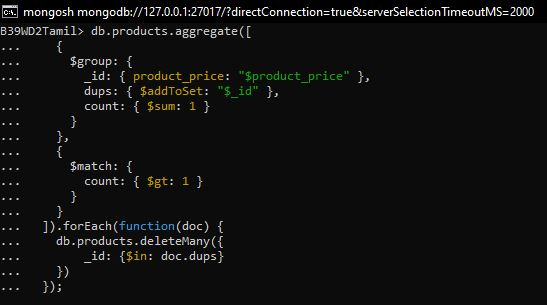 mongosh mongodb://127.0.0.1:27017/?directConnection=true&serverSelectionTimeoutMS=2000
B39WD2Tamil> db.products.aggregate([
...     {
...       $group: {
...         _id: { product_price: "$product_price" },
...         dups: { $addToSet: "$_id" },
...         count: { $sum: 1 }
...       }
...     },
...     {
...       $match: {
...         count: { $gt: 1 }
...       }
...     }
...   ]).forEach(function(doc) {
...     db.products.deleteMany({
...         _id: {$in: doc.dups}
...     })
...   });